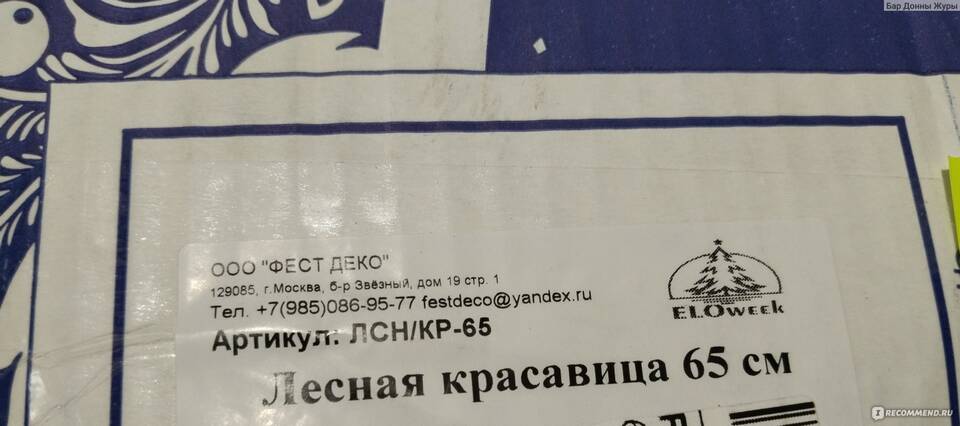 Бар Донны Журы
ООО "ФЕСТ ДЕКО"
129085, г.Москва, б-р Звёзный, дом 19 стр. 1
Тел. +7(985)086-95-77 festdeco@yandex.ru
Артикул: ЛСН/КР-65
ELOWEEK
Лесная красавица 65 см
IRECOMMEND.RU